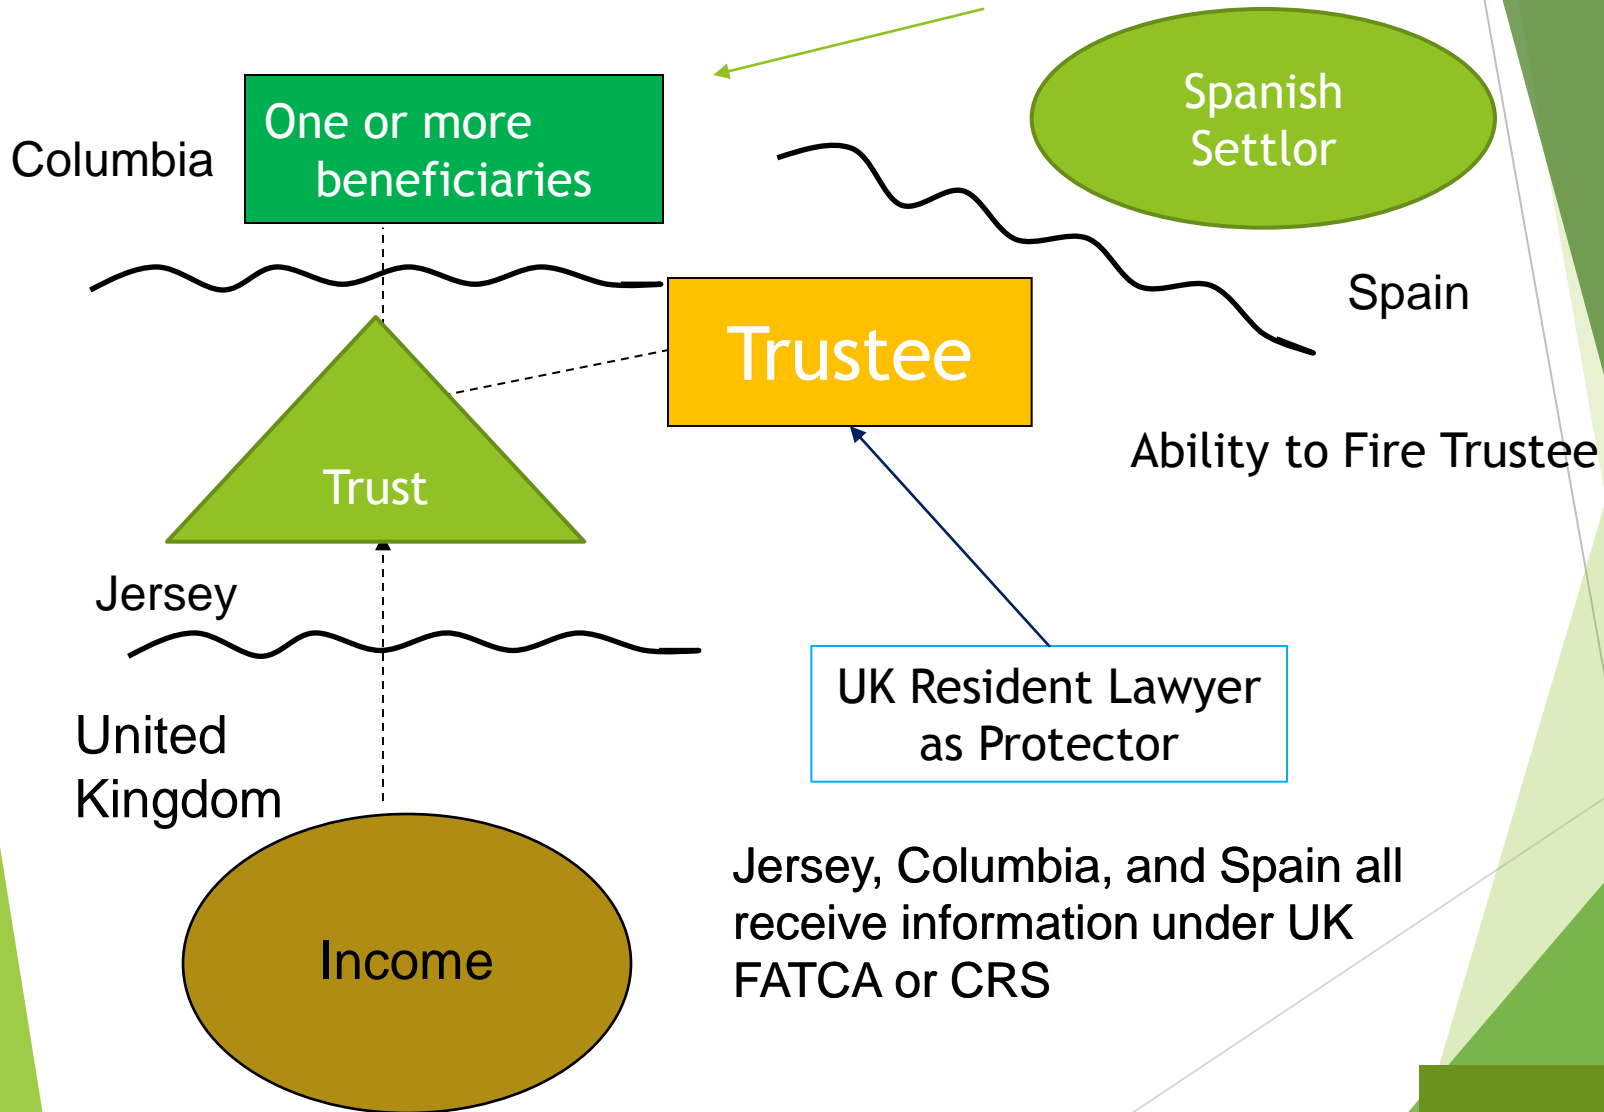 Spanish
Settlor
One or more
beneficiaries
Columbia
Spain
Trustee
Ability to Fire Trustee
Trust
Jersey
UK Resident Lawyer
as Protector
United
Kingdom
Jersey, Columbia, and Spain all
receive information under UK
FATCA or CRS
Income